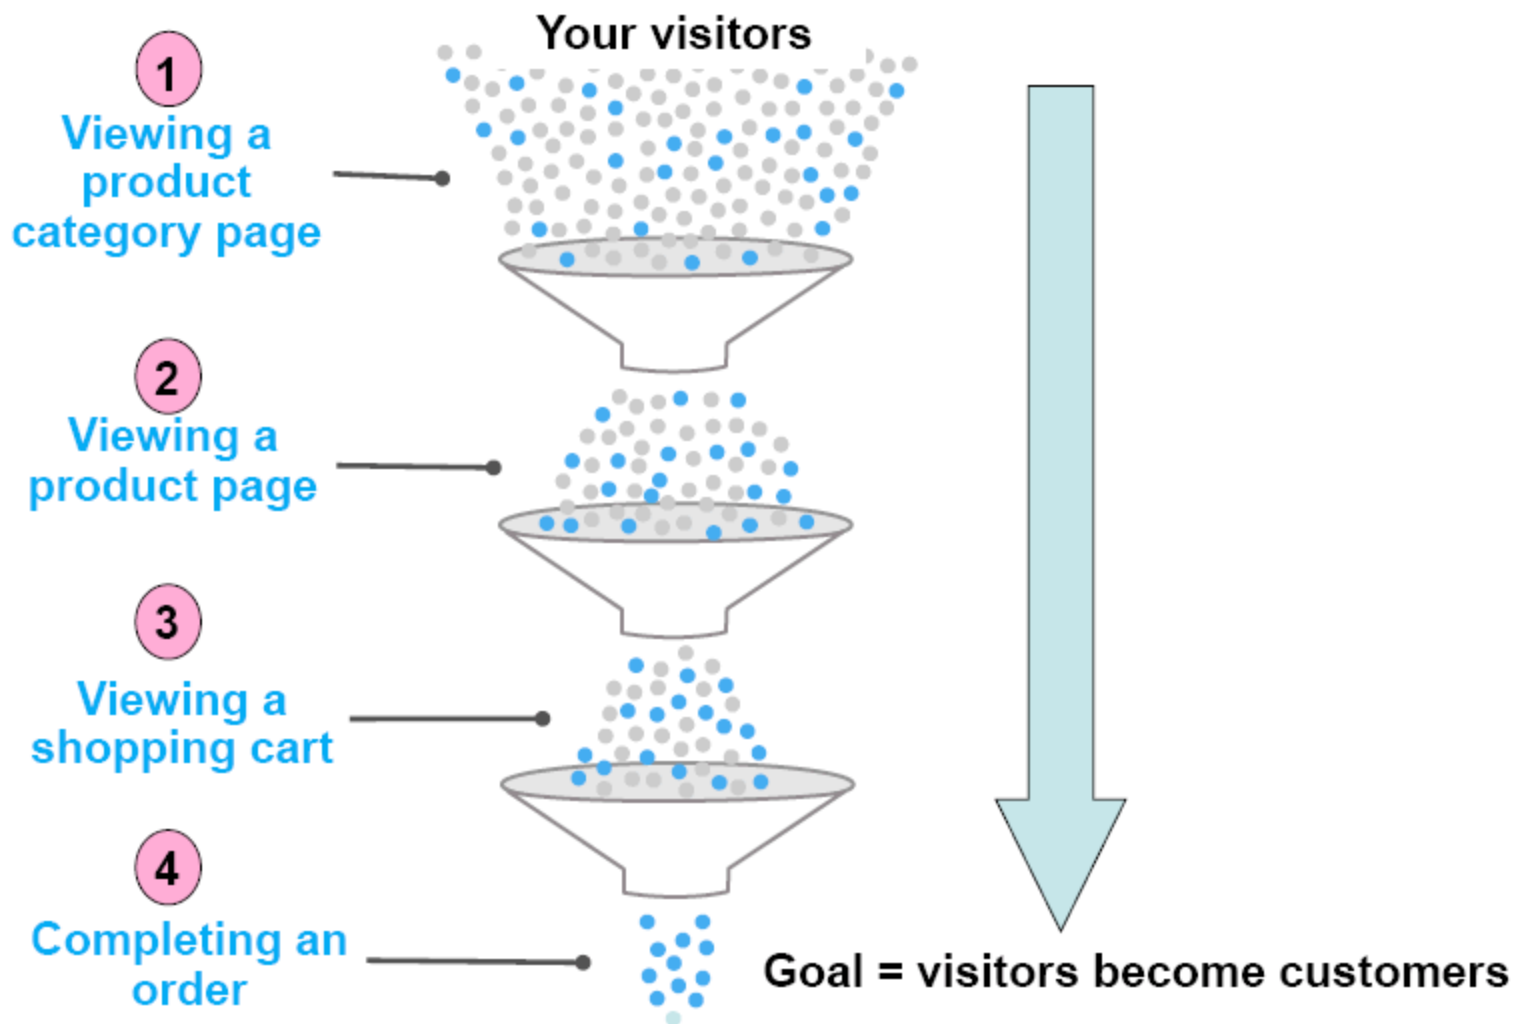 Your visitors
1
Viewing a
product
category page
2
Viewing a
product page
3
Viewing a
shopping cart
4
Completing an
order
Goal = visitors become customers